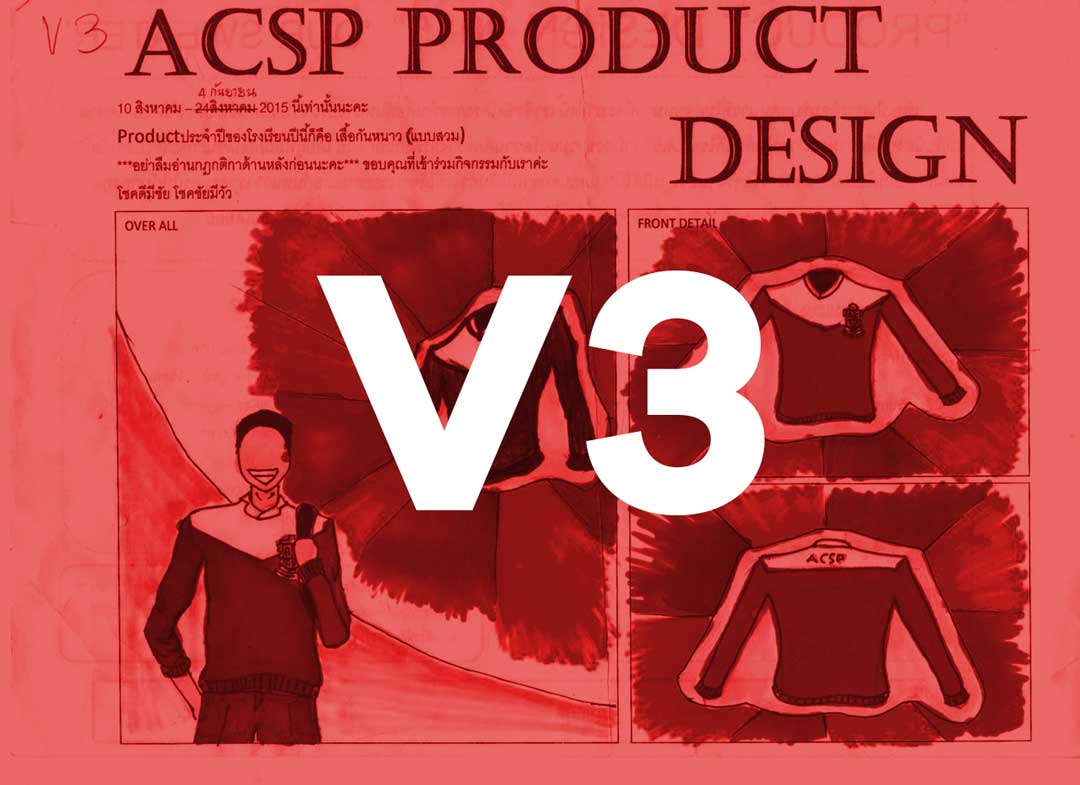 V3 ACSP PRODUCT
DESIGN
4 กันยายน
10 สิงหาคม – 24สิงหาคม 2015 นี้เท่านั้นนะคะ
Productประจำปีของโรงเรียนปีนี้ก็คือ เสื้อกันหนาว (แบบสวม)
***อย่าลืมอ่านกฎกติกาด้านหลังก่อนนะคะ*** ขอบคุณที่เข้าร่วมกิจกรรมกับเราค่ะ
โชคดีมีชัย โชคชัยมีวัว
OVER ALL
FRONT DETAIL
V3
ACSP